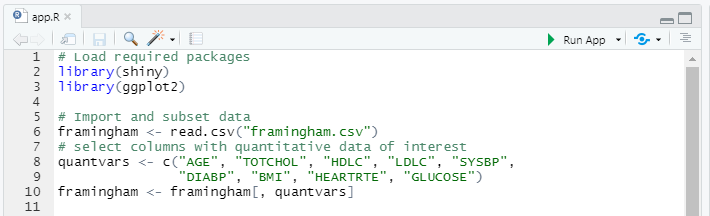 app.R
Run App
1 # Load required packages
2 library(shiny)
3 library(ggplot2)
4
5 # Import and subset data
6 framingham <- read.csv("framingham.csv")
7 # select columns with quantitative data of interest
8 quantvars <- c("AGE", "TOTCHOL", "HDLC", "LDLC", "SYSBP",
9 "DIABP", "BMI", "HEARTRTE", "GLUCOSE")
10 framingham <- framingham[, quantvars]
11